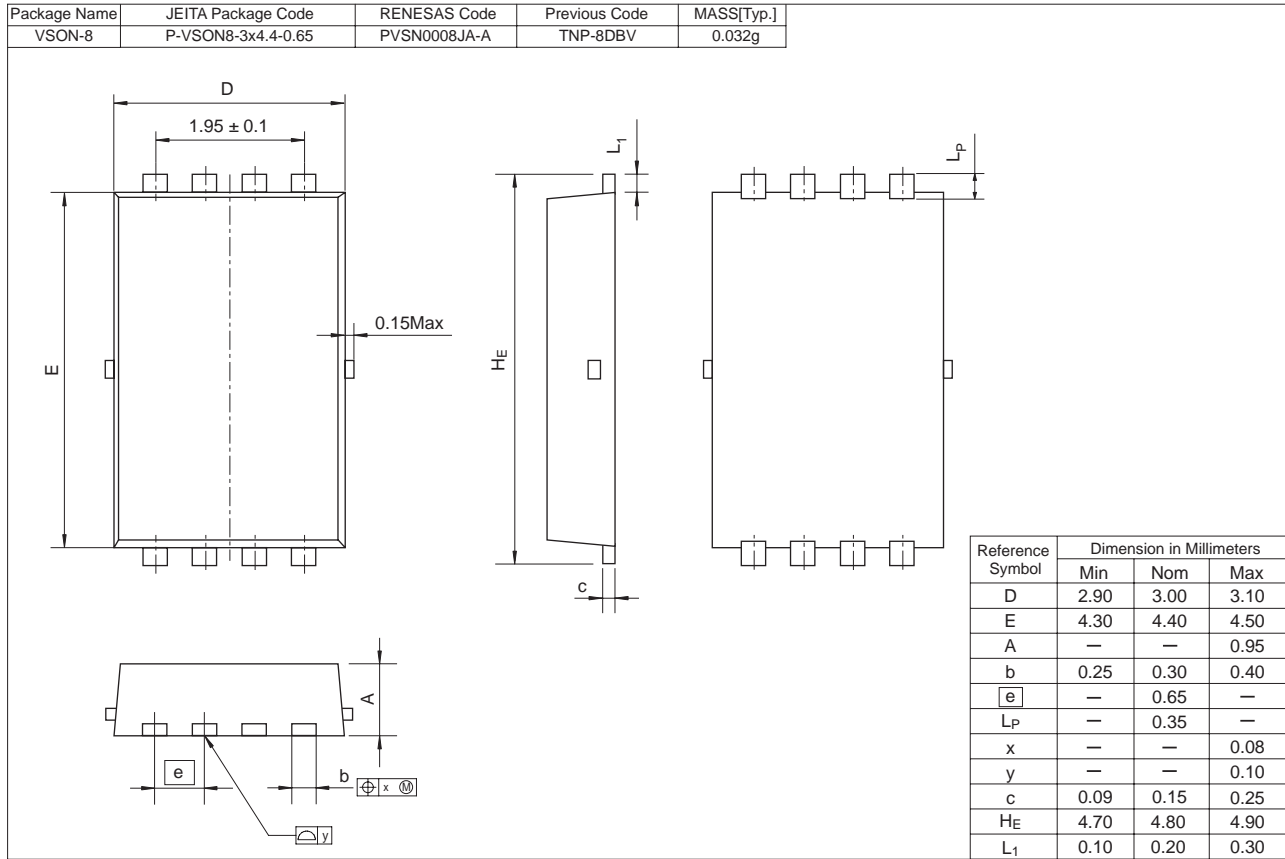 Package Name JEITA Package Code RENESAS Code Previous Code MASS[Typ.]
VSON-8 P-VSON8-3x4.4-0.65 PVSN0008JA-A TNP-8DBV 0.032g
D
1.95 ± 0.1
L1
LP
0.15Max
E
HE
c
A
e
b
x M
y
Reference Symbol Dimension in Millimeters
Min Nom Max
D 2.90 3.00 3.10
E 4.30 4.40 4.50
A — — 0.95
b 0.25 0.30 0.40
e — 0.65 —
LP — 0.35 —
x — — 0.08
y — — 0.10
c 0.09 0.15 0.25
HE 4.70 4.80 4.90
L1 0.10 0.20 0.30